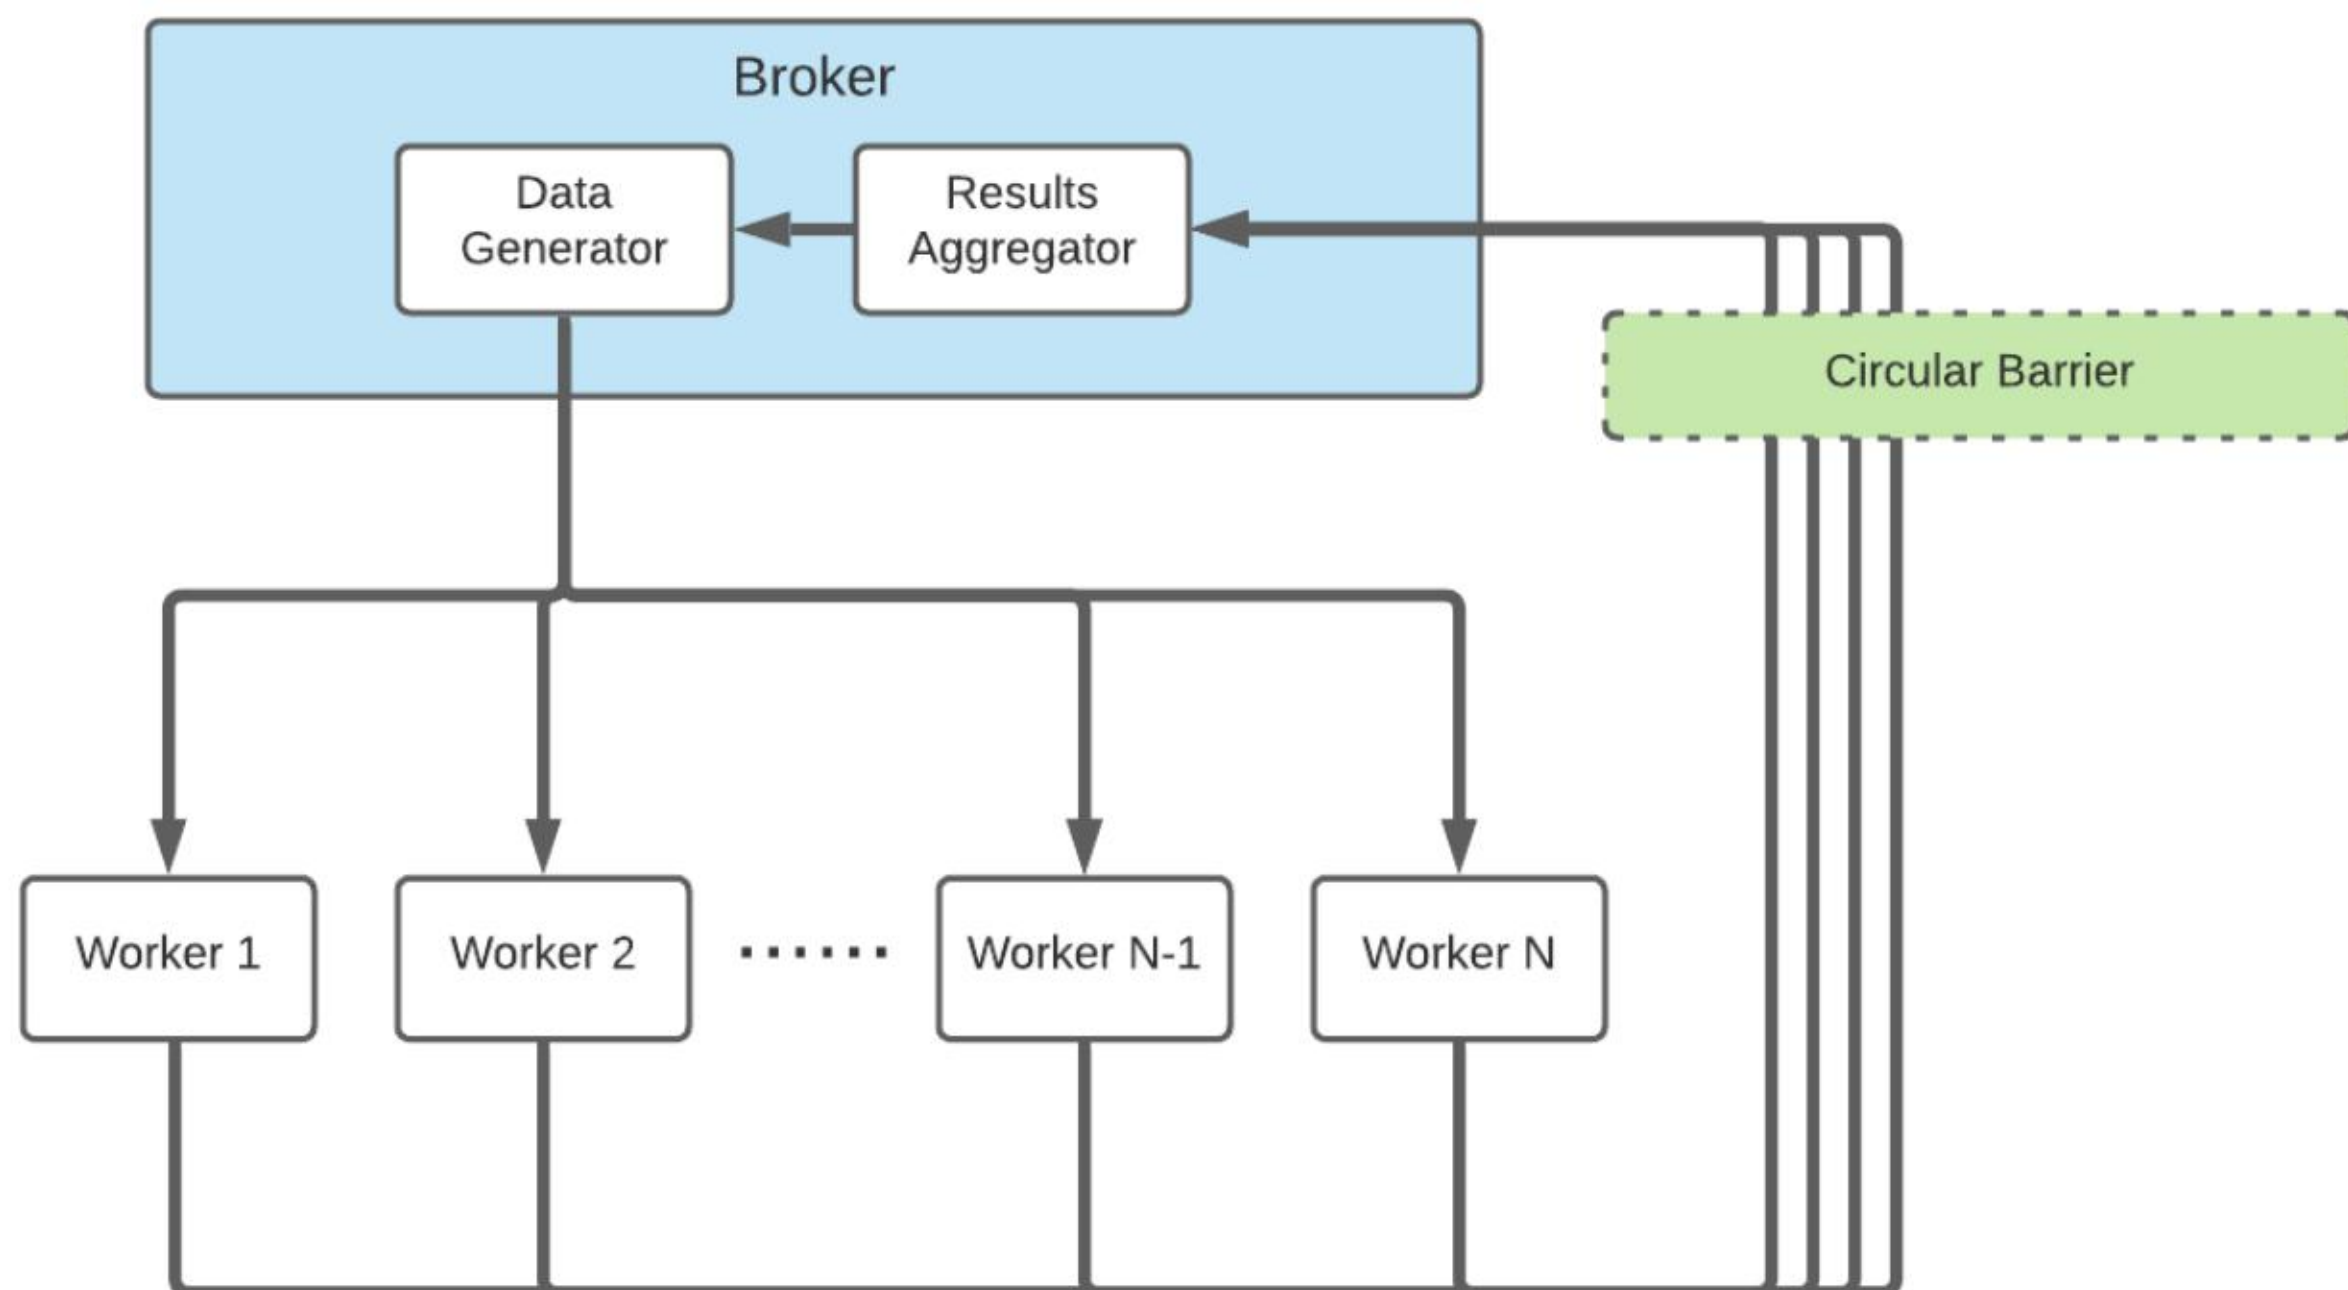 Broker
Data
Generator
Results
Aggregator
Circular Barrier
Worker 1
Worker 2
......
Worker N-1
Worker N